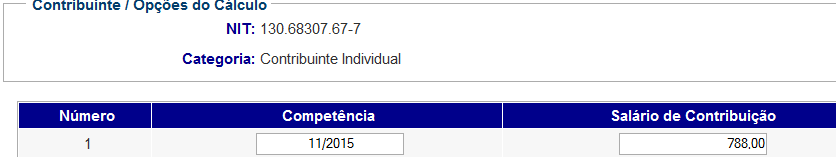 Contribuinte / Opções do Cálculo
NIT: 130.68307.67-7
Categoria: Contribuinte Individual
Número Competência Salário de Contribuição
1 11/2015 788,00